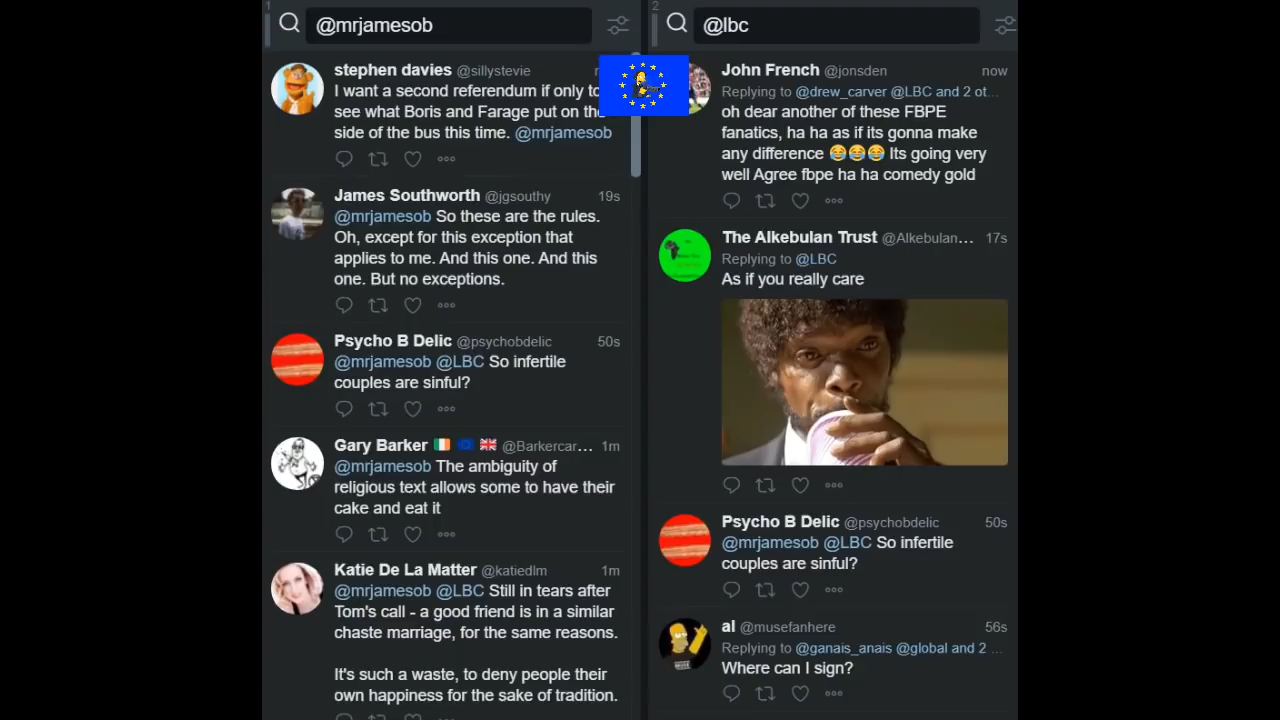 1
@mrjamesob
stephen davies @sillystevie
I want a second referendum if only to
see what Boris and Farage put on the
side of the bus this time. @mrjamesob
James Southworth @jgsouthy 19s
@mrjamesob So these are the rules.
Oh, except for this exception that
applies to me. And this one. And this
one. But no exceptions.
Psycho B Delic @psychobdelic 50s
@mrjamesob @LBC So infertile
couples are sinful?
Gary Barker 🇮🇪 🇪🇺 🇬🇧 @Barkercar... 1m
@mrjamesob The ambiguity of
religious text allows some to have their
cake and eat it
Katie De La Matter @katiedlm 1m
@mrjamesob @LBC Still in tears after
Tom's call - a good friend is in a similar
chaste marriage, for the same reasons.
It's such a waste, to deny people their
own happiness for the sake of tradition.
2
@lbc
John French @jonsden now
Replying to @drew_carver @LBC and 2 ot...
oh dear another of these FBPE
fanatics, ha ha as if its gonna make
any difference 😂😂😂 Its going very
well Agree fbpe ha ha comedy gold
The Alkebulan Trust @Alkebulan... 17s
Replying to @LBC
As if you really care
Psycho B Delic @psychobdelic 50s
@mrjamesob @LBC So infertile
couples are sinful?
al @musefanhere 56s
Replying to @ganais_anais @global and 2 ...
Where can I sign?